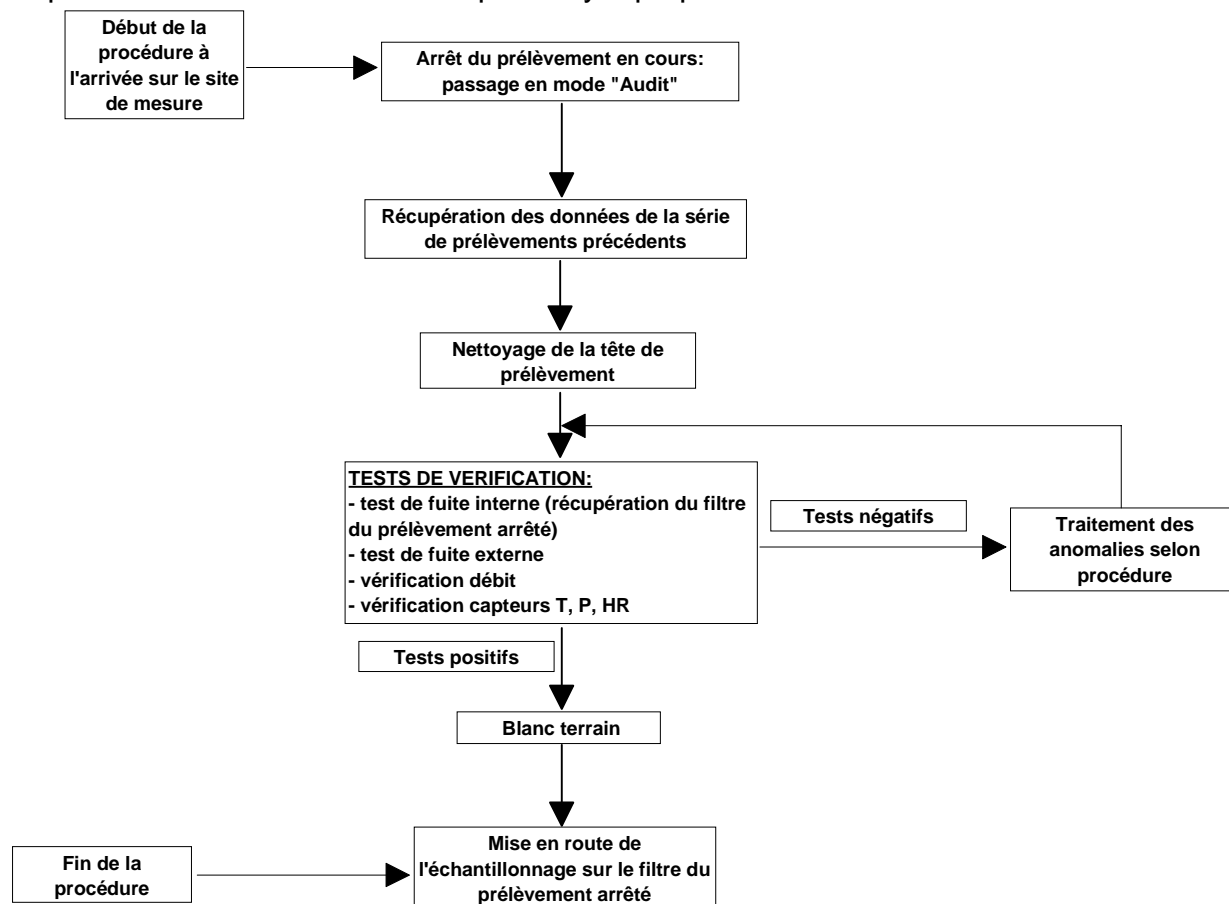 Début de la
procédure à
l'arrivée sur le site
de mesure
Arrêt du prélèvement en cours:
passage en mode "Audit"
Récupération des données de la série
de prélèvements précédents
Nettoyage de la tête de
prélèvement
TESTS DE VERIFICATION:
- test de fuite interne (récupération du filtre
du prélèvement arrêté)
- test de fuite externe
- vérification débit
- vérification capteurs T, P, HR
Tests négatifs
Traitement des
anomalies selon
procédure
Tests positifs
Blanc terrain
Fin de la
procédure
Mise en route de
l'échantillonnage sur le filtre du
prélèvement arrêté